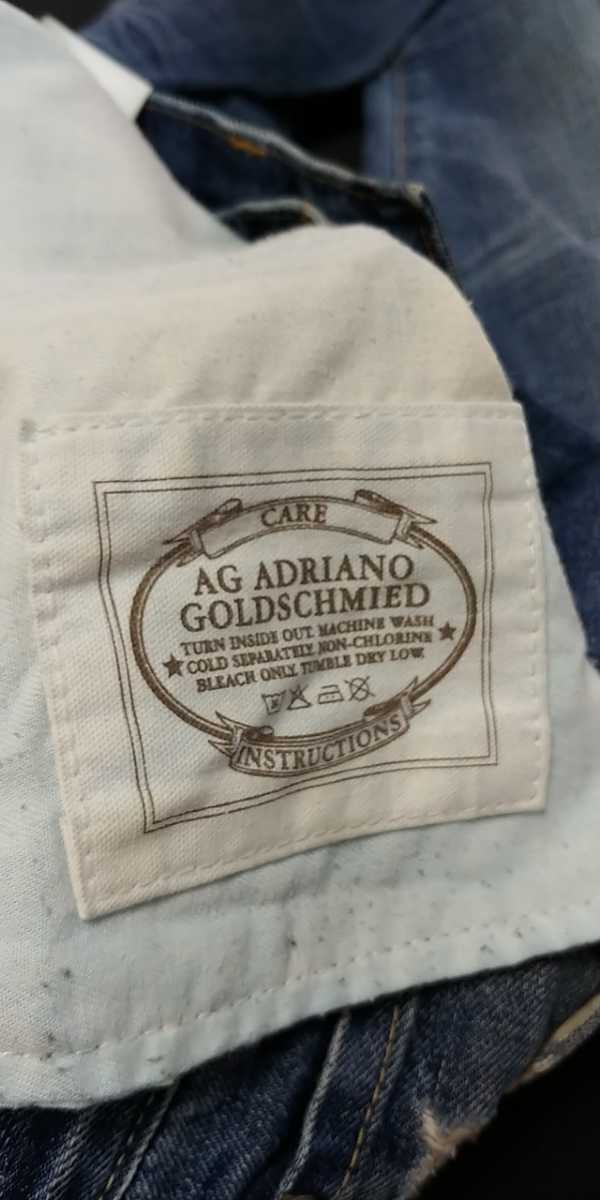 CARE
AG ADRIANO
GOLDSCHMIED
TURN INSIDE OUT. MACHINE WASH
COLD SEPARATELY. NON-CHLORINE
BLEACH ONLY. TUMBLE DRY LOW.
INSTRUCTIONS